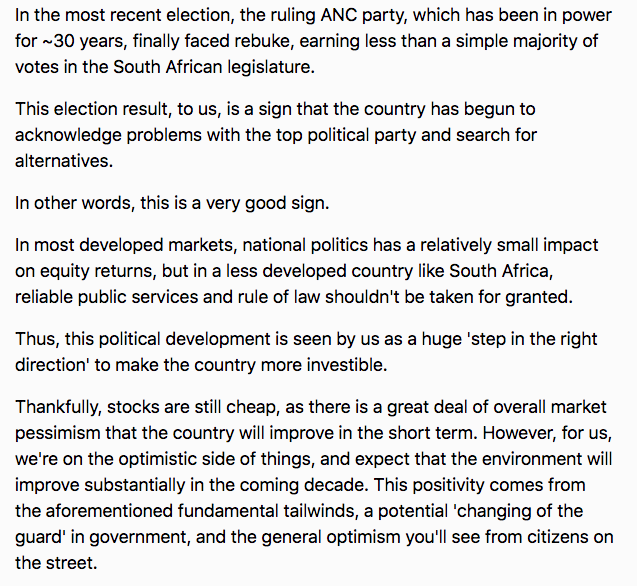 In the most recent election, the ruling ANC party, which has been in power
for ~30 years, finally faced rebuke, earning less than a simple majority of
votes in the South African legislature.
This election result, to us, is a sign that the country has begun to
acknowledge problems with the top political party and search for
alternatives.
In other words, this is a very good sign.
In most developed markets, national politics has a relatively small impact
on equity returns, but in a less developed country like South Africa,
reliable public services and rule of law shouldn't be taken for granted.
Thus, this political development is seen by us as a huge 'step in the right
direction' to make the country more investible.
Thankfully, stocks are still cheap, as there is a great deal of overall market
pessimism that the country will improve in the short term. However, for us,
we're on the optimistic side of things, and expect that the environment will
improve substantially in the coming decade. This positivity comes from
the aforementioned fundamental tailwinds, a potential 'changing of the
guard' in government, and the general optimism you'll see from citizens on
the street.